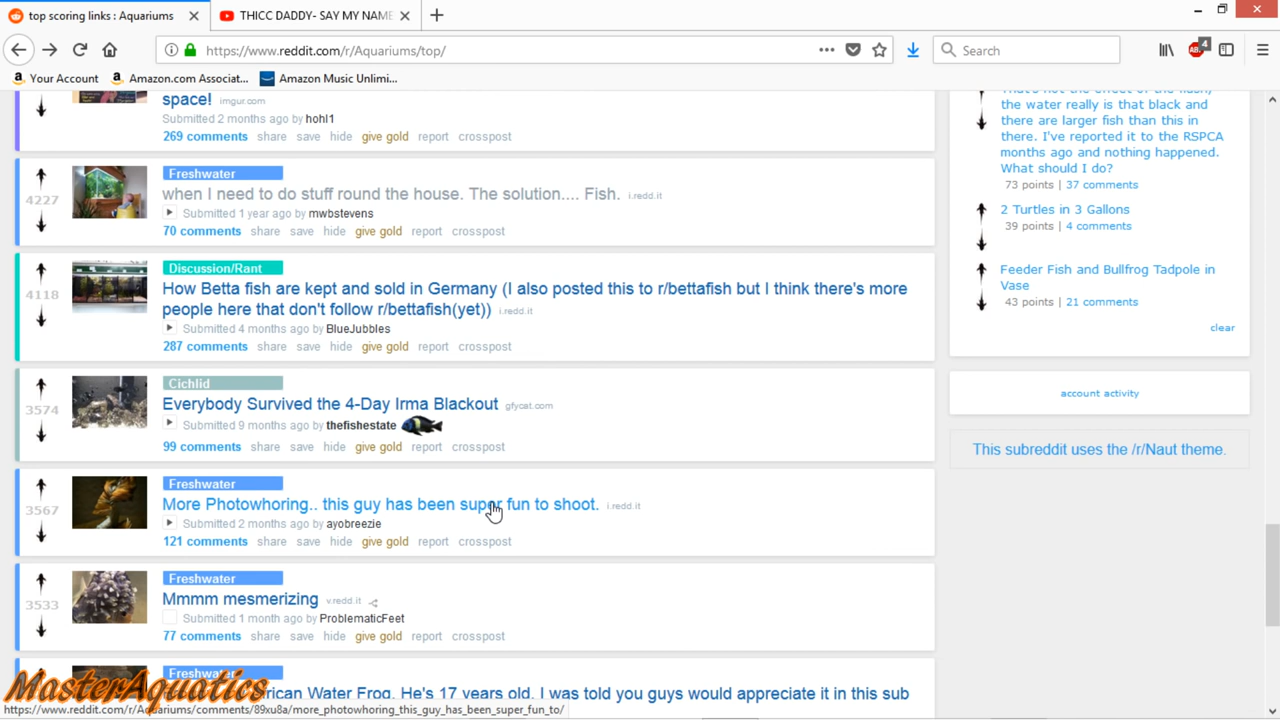 top scoring links : Aquariums
THICC DADDY- SAY MY NAME
https://www.reddit.com/r/Aquariums/top/
Search
4
Your Account
Amazon.com Associat...
Amazon Music Unlimi...
space! imgur.com
Submitted 2 months ago by hohl1
269 comments share save hide give gold report crosspost
4227
Freshwater
when I need to do stuff round the house. The solution.... Fish. i.redd.it
Submitted 1 year ago by mwbstevens
70 comments share save hide give gold report crosspost
4118
Discussion/Rant
How Betta fish are kept and sold in Germany (I also posted this to r/bettafish but I think there's more
people here that don't follow r/bettafish(yet)) i.redd.it
Submitted 4 months ago by BlueJubbles
287 comments share save hide give gold report crosspost
3574
Cichlid
Everybody Survived the 4-Day Irma Blackout gfycat.com
Submitted 9 months ago by thefishestate
99 comments share save hide give gold report crosspost
3567
Freshwater
More Photowhoring.. this guy has been super fun to shoot. i.redd.it
Submitted 2 months ago by ayobreezie
121 comments share save hide give gold report crosspost
3533
Freshwater
Mmmm mesmerizing v.redd.it
Submitted 1 month ago by ProblematicFeet
77 comments share save hide give gold report crosspost
Freshwater
rican Water Frog. He's 17 years old. I was told you guys would appreciate it in this sub
MasterAquatics
https://www.reddit.com/r/Aquariums/comments/89xu8a/more_photowhoring_this_guy_has_been_super_fun_to/
That's not the effect of the flash,
the water really is that black and
there are larger fish than this in
there. I've reported it to the RSPCA
months ago and nothing happened.
What should I do?
73 points | 37 comments
2 Turtles in 3 Gallons
39 points | 4 comments
Feeder Fish and Bullfrog Tadpole in
Vase
43 points | 21 comments
clear
account activity
This subreddit uses the /r/Naut theme.